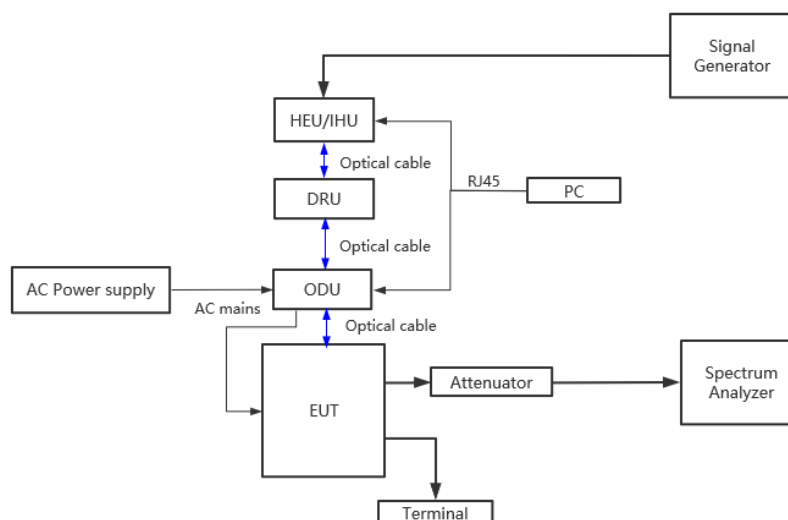 Signal
Generator
HEU/IHU
Optical cable
RJ45
PC
DRU
Optical cable
AC Power supply
AC mains
ODU
Optical cable
EUT
Attenuator
Spectrum
Analyzer
Terminal